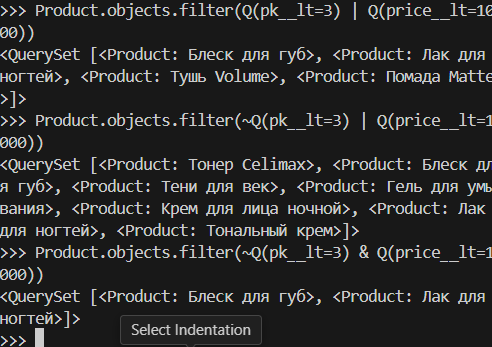 >>> Product.objects.filter(Q(pk__lt=3) | Q(price__lt=10
00))
<QuerySet [<Product: Блеск для губ>, <Product: Лак для
ногтей>, <Product: Тушь Volume>, <Product: Помада Matte
>]>
>>> Product.objects.filter(~Q(pk__lt=3) | Q(price__lt=1
000))
<QuerySet [<Product: Тонер Celimax>, <Product: Блеск дл
я губ>, <Product: Тени для век>, <Product: Гель для умы
вания>, <Product: Крем для лица ночной>, <Product: Лак
для ногтей>, <Product: Тональный крем>]>
>>> Product.objects.filter(~Q(pk__lt=3) & Q(price__lt=1
000))
<QuerySet [<Product: Блеск для губ>, <Product: Лак для
ногтей>]>
>>>
Select Indentation